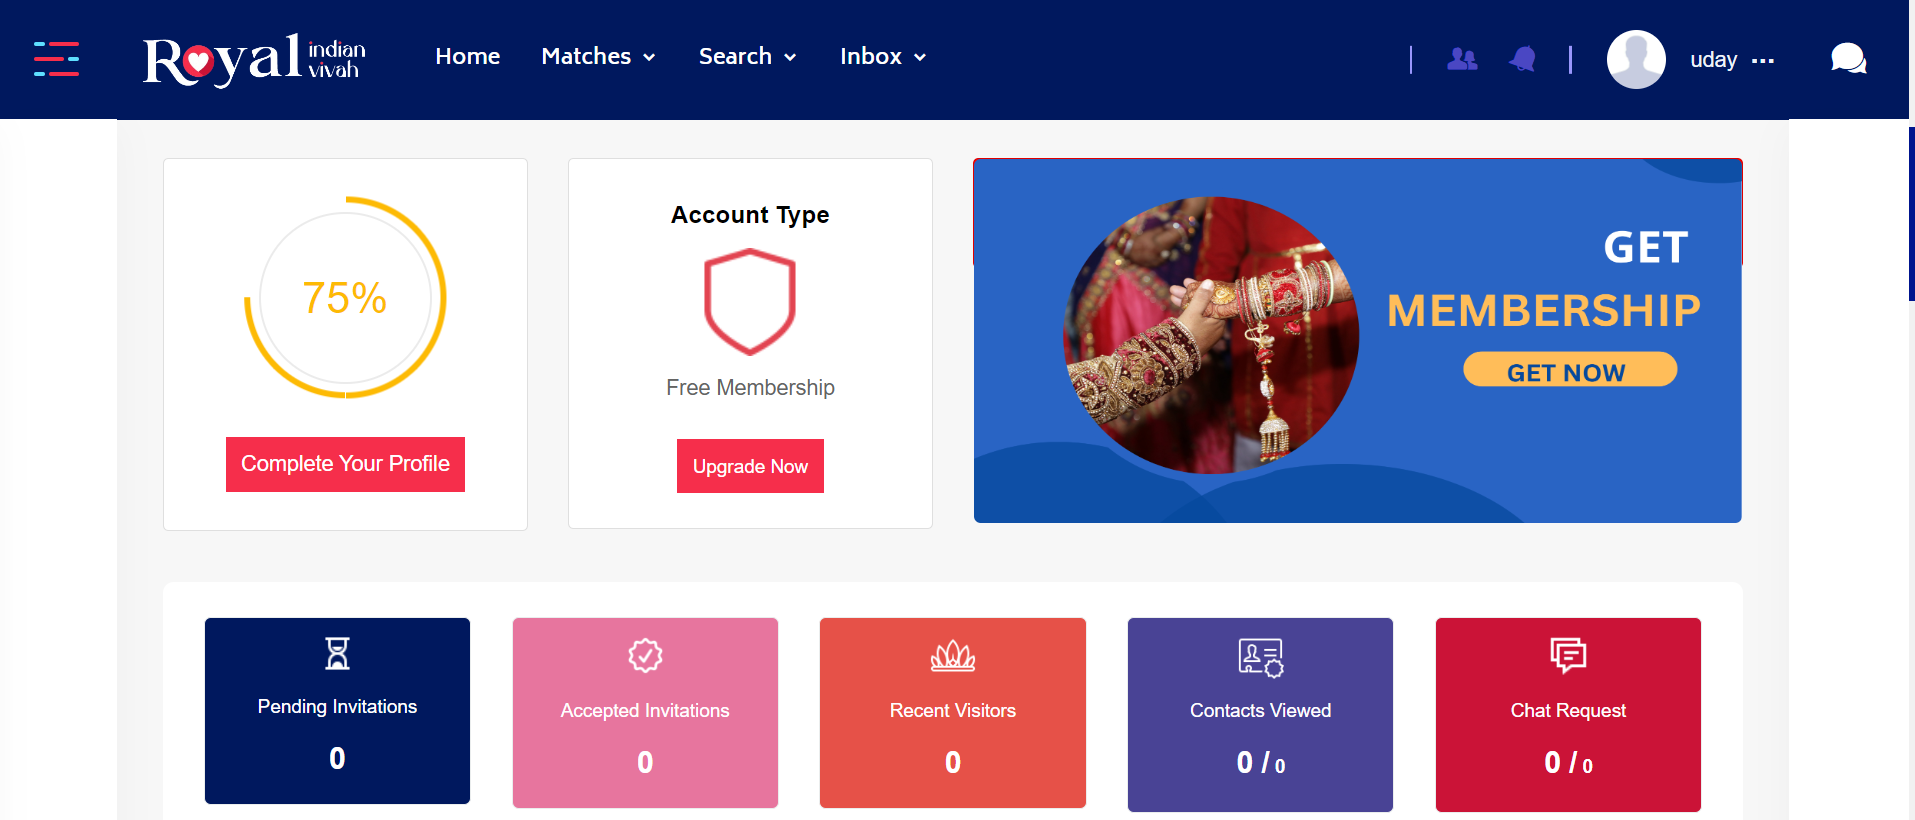 Royal indian vivah
Home
Matches
Search
Inbox
uday ...
75%
Complete Your Profile
Account Type
Free Membership
Upgrade Now
GET
MEMBERSHIP
GET NOW
Pending Invitations
0
Accepted Invitations
0
Recent Visitors
0
Contacts Viewed
0 / 0
Chat Request
0 / 0